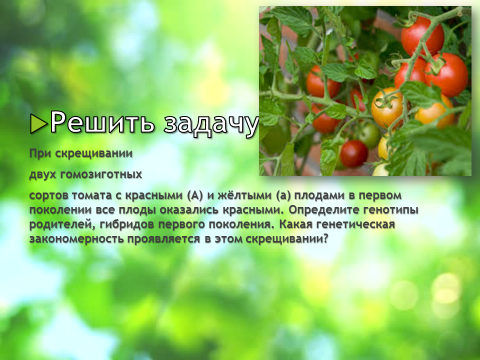 Решить задачу
При скрещивании
двух гомозиготных
сортов томата с красными (А) и жёлтыми (а) плодами в первом
поколении все плоды оказались красными. Определите генотипы
родителей, гибридов первого поколения. Какая генетическая
закономерность проявляется в этом скрещивании?